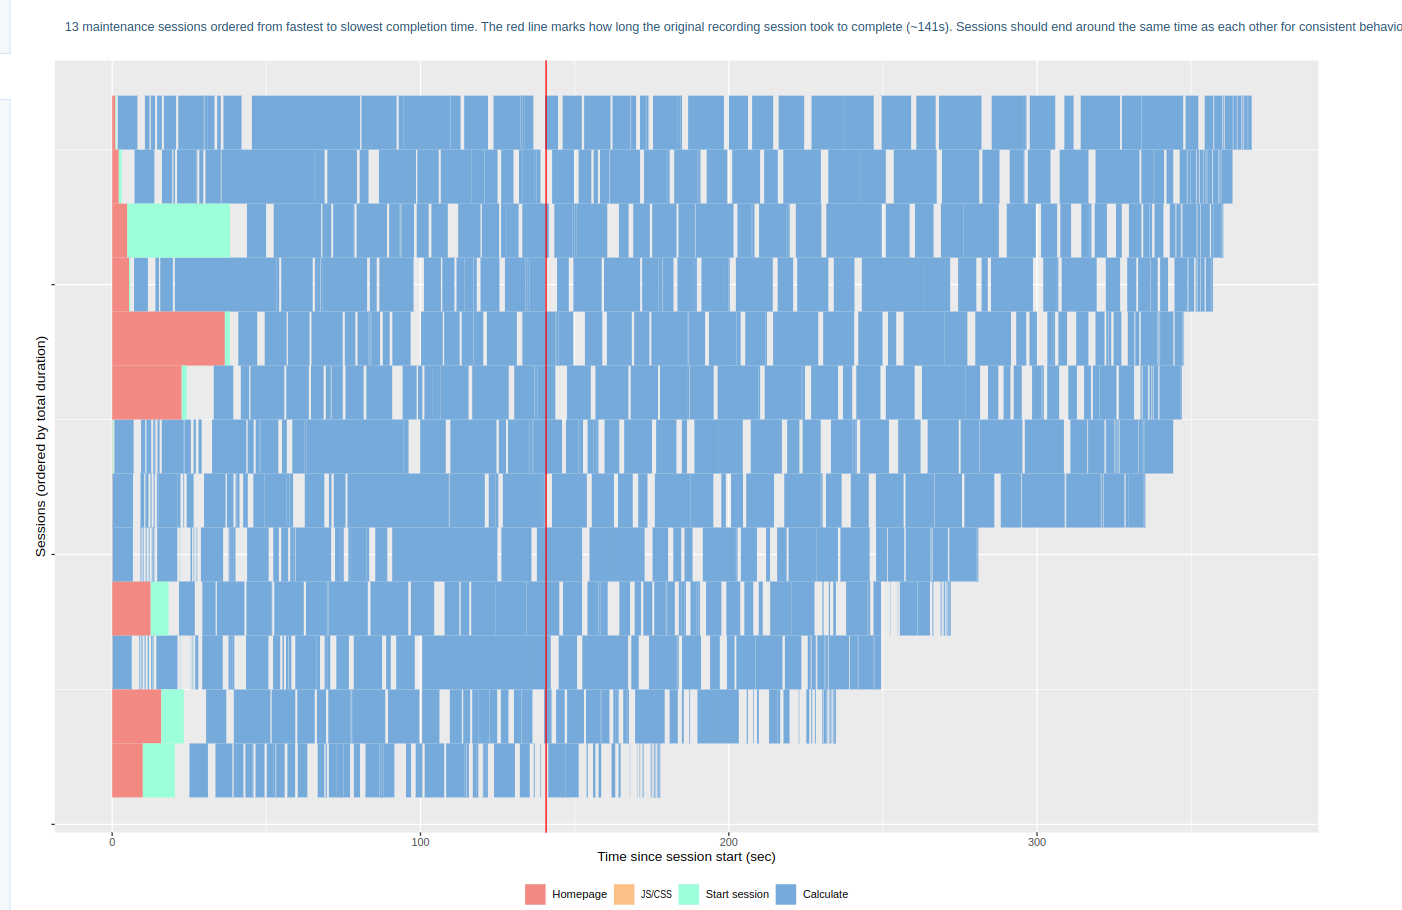 13 maintenance sessions ordered from fastest to slowest completion time. The red line marks how long the original recording session took to complete (~141s). Sessions should end around the same time as each other for consistent behavio
Sessions (ordered by total duration)
0 100 200 300
Time since session start (sec)
Homepage JS/CSS Start session Calculate